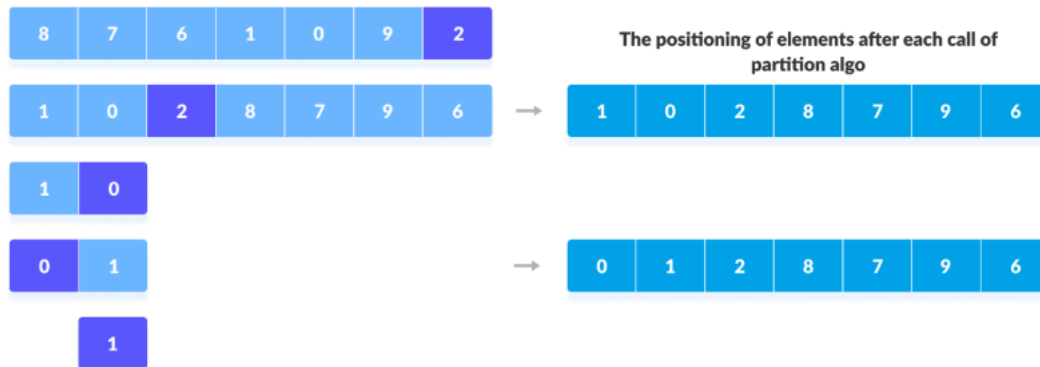 8 7 6 1 0 9 2
The positioning of elements after each call of
partition algo
1 0 2 8 7 9 6 → 1 0 2 8 7 9 6
1 0
0 1 → 0 1 2 8 7 9 6
1